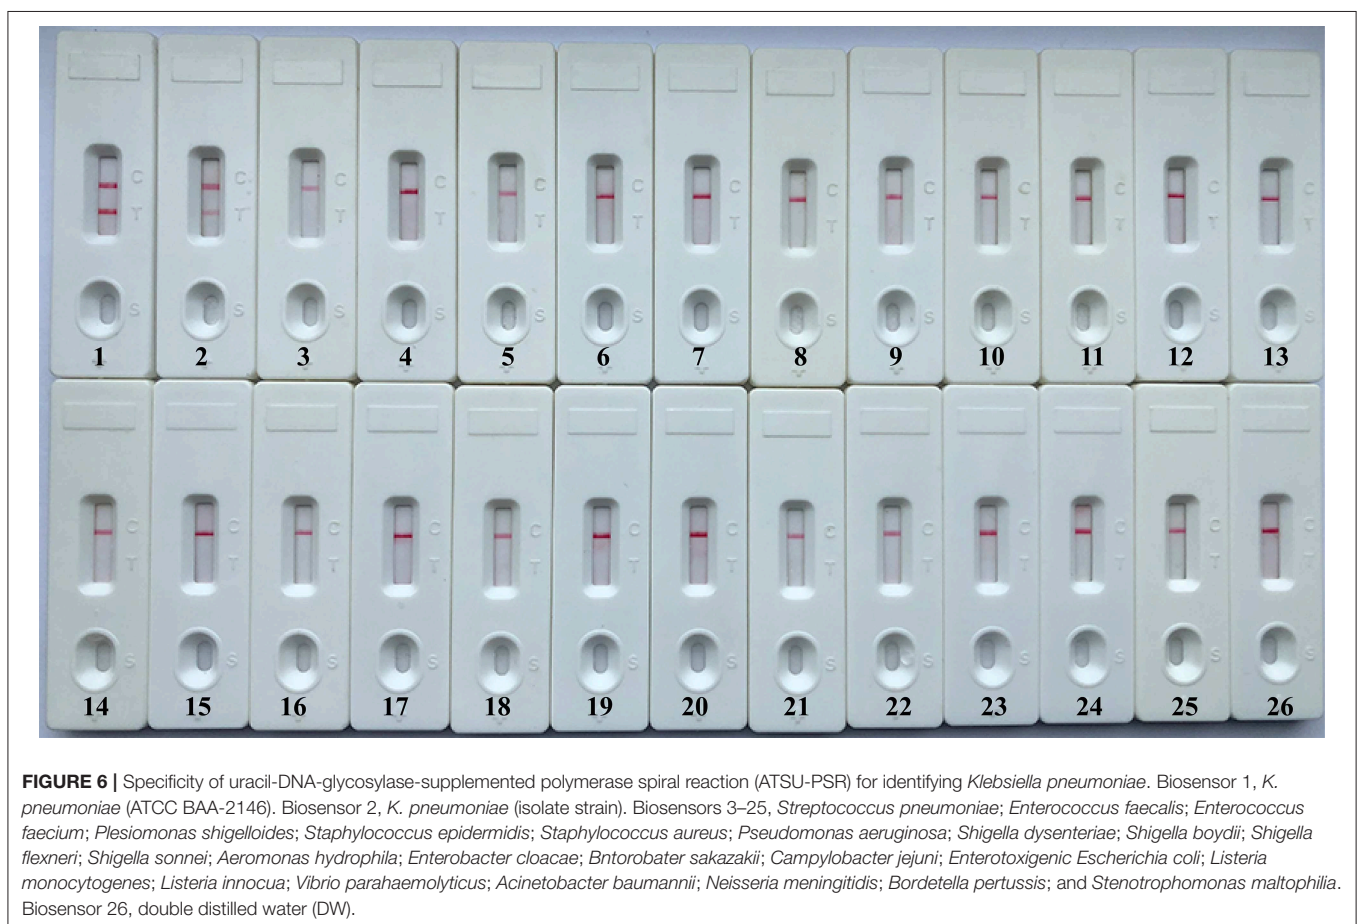 C C C C C C C C C C C C C
T T T T T T T T T T T T T
S S S S S S S S S S S S S
1 2 3 4 5 6 7 8 9 10 11 12 13
C C C C C C C C C C C C C
T T T T T T T T T T T T T
S S S S S S S S S S S S S
14 15 16 17 18 19 20 21 22 23 24 25 26
FIGURE 6 | Specificity of uracil-DNA-glycosylase-supplemented polymerase spiral reaction (ATSU-PSR) for identifying Klebsiella pneumoniae. Biosensor 1, K.
pneumoniae (ATCC BAA-2146). Biosensor 2, K. pneumoniae (isolate strain). Biosensors 3–25, Streptococcus pneumoniae; Enterococcus faecalis; Enterococcus
faecium; Plesiomonas shigelloides; Staphylococcus epidermidis; Staphylococcus aureus; Pseudomonas aeruginosa; Shigella dysenteriae; Shigella boydii; Shigella
flexneri; Shigella sonnei; Aeromonas hydrophila; Enterobacter cloacae; Bntorobater sakazakii; Campylobacter jejuni; Enterotoxigenic Escherichia coli; Listeria
monocytogenes; Listeria innocua; Vibrio parahaemolyticus; Acinetobacter baumannii; Neisseria meningitidis; Bordetella pertussis; and Stenotrophomonas maltophilia.
Biosensor 26, double distilled water (DW).